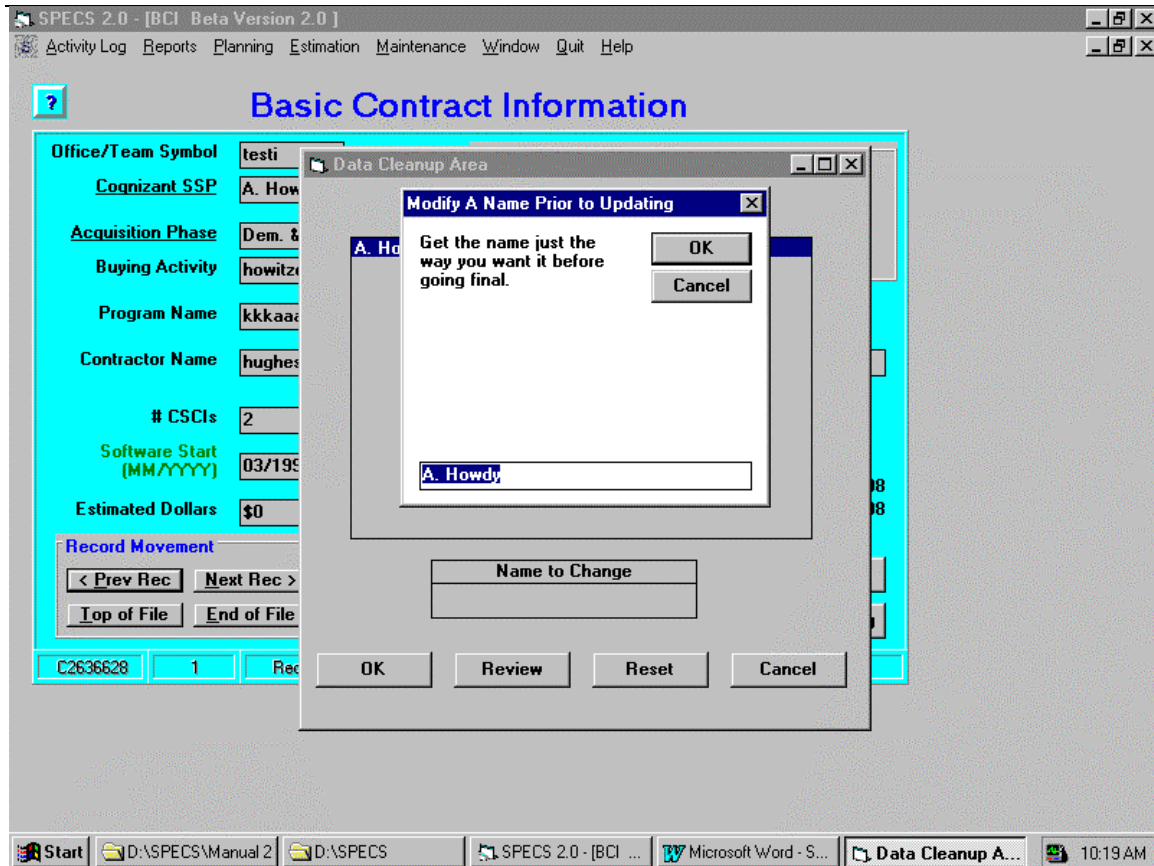 SPECS 2.0 - [BCI Beta Version 2.0 ]
Activity Log Reports Planning Estimation Maintenance Window Quit Help
?
Basic Contract Information
Office/Team Symbol testi
Cognizant SSP A. How
Acquisition Phase Dem. &
Buying Activity howitz
Program Name kkkaaa
Contractor Name hughes
# CSCIs 2
Software Start
(MM/YYYY) 03/199
Estimated Dollars $0
Record Movement
< Prev Rec Next Rec >
Top of File End of File
C2636628 1 Rec
Data Cleanup Area
A. Ho
Modify A Name Prior to Updating
Get the name just the
way you want it before
going final.
OK
Cancel
A. Howdy
Name to Change
OK Review Reset Cancel
08
08
Start D:\SPECS\Manual 2 D:\SPECS SPECS 2.0 - [BCI ... Microsoft Word - S... Data Cleanup A... 10:19 AM